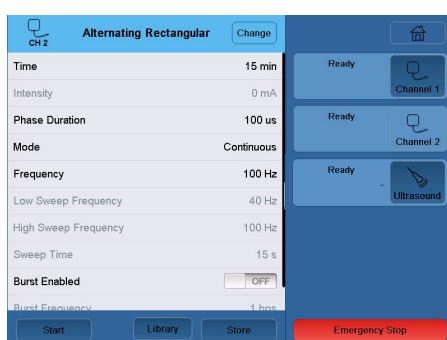 CH 2
Alternating Rectangular
Change
Time 15 min
Intensity 0 mA
Phase Duration 100 us
Mode Continuous
Frequency 100 Hz
Low Sweep Frequency 40 Hz
High Sweep Frequency 100 Hz
Sweep Time 15 s
Burst Enabled OFF
Burst Frequency 1 bps
Start
Library
Store
Ready
Channel 1
Ready
Channel 2
Ready
-
Ultrasound
Emergency Stop